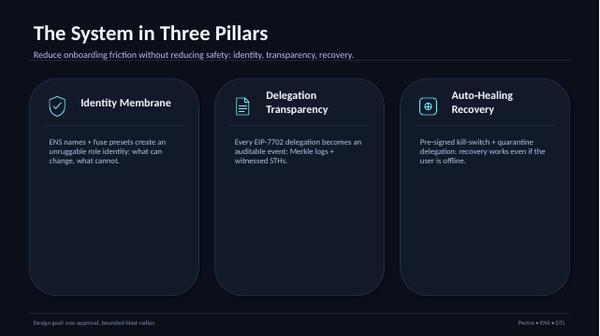 The System in Three Pillars
Reduce onboarding friction without reducing safety: identity, transparency, recovery.
Identity Membrane
ENS names + fuse presets create an
unruggable role identity: what can
change, what cannot.
Delegation
Transparency
Every EIP-7702 delegation becomes an
auditable event: Merkle logs +
witnessed STHs.
Auto-Healing
Recovery
Pre-signed kill-switch + quarantine
delegation: recovery works even if the
user is offline.
Design goal: one approval, bounded blast radius
Pectra • ENS • DTL